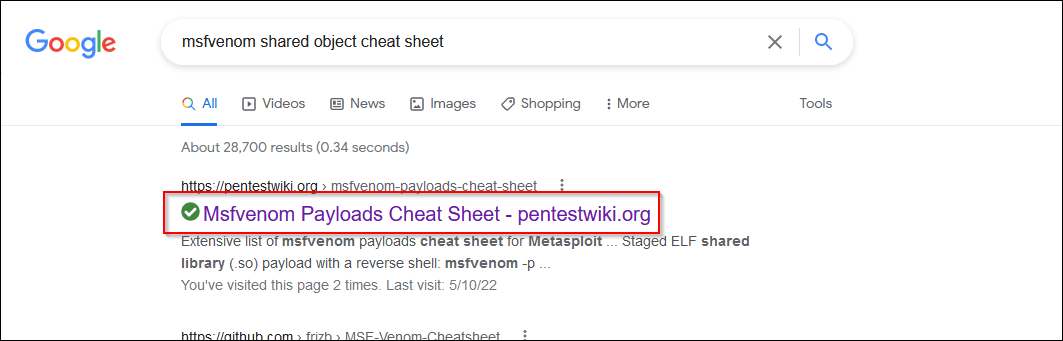 Google
msfvenom shared object cheat sheet
All Videos News Images Shopping More Tools
About 28,700 results (0.34 seconds)
https://pentestwiki.org › msfvenom-payloads-cheat-sheet
Msfvenom Payloads Cheat Sheet - pentestwiki.org
Extensive list of msfvenom payloads cheat sheet for Metasploit ... Staged ELF shared
library (.so) payload with a reverse shell: msfvenom -p ...
You've visited this page 2 times. Last visit: 5/10/22
https://github.com › frizb › MSF-Venom-Cheatsheet